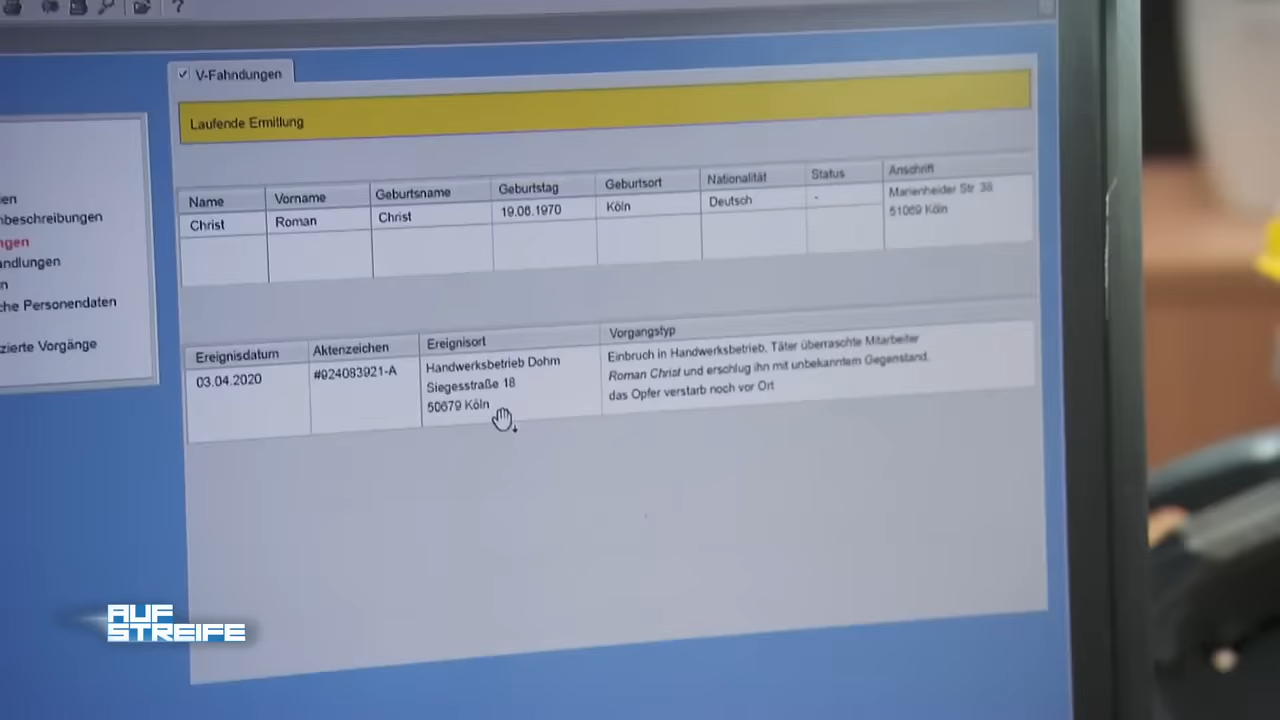 ?
V-Fahndungen
Laufende Ermitlung
Name Vorname Geburtsname Geburtstag Geburtsort Nationalität Status Anschrift
Christ Roman Christ 19.06.1970 Köln Deutsch - Marienheider Str 38
51069 Köln
en
nbeschreibungen
ngen
andlungen
n
che Personendaten
zierte Vorgänge
Ereignisdatum Aktenzeichen Ereignisort Vorgangstyp
03.04.2020 #924083921-A Handwerksbetrieb Dohm
Siegesstraße 18
50679 Köln
Einbruch in Handwerksbetrieb. Täter überraschte Mitarbeiter
Roman Christ und erschlug ihn mit unbekanntem Gegenstand,
das Opfer verstarb noch vor Ort
AUF
STREIFE